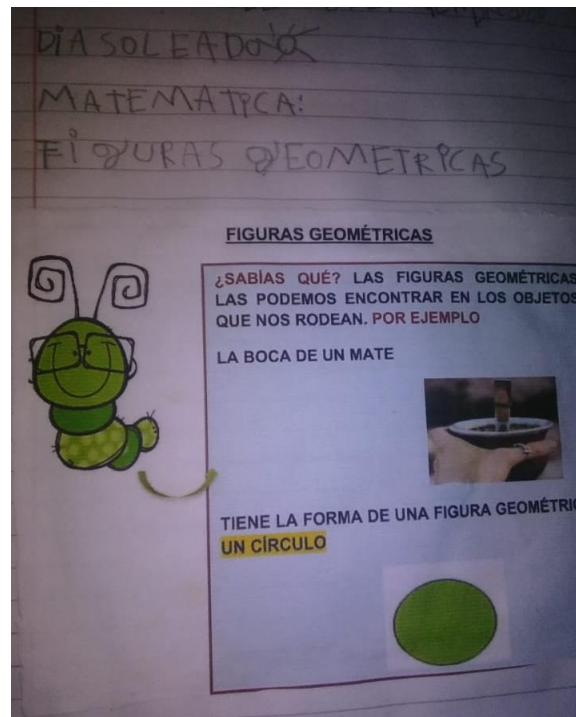 DIA SOLEADO
MATEMATICA:
FIGURAS GEOMETRICAS
FIGURAS GEOMÉTRICAS
¿SABÍAS QUÉ? LAS FIGURAS GEOMÉTRICAS
LAS PODEMOS ENCONTRAR EN LOS OBJETOS
QUE NOS RODEAN. POR EJEMPLO
LA BOCA DE UN MATE
TIENE LA FORMA DE UNA FIGURA GEOMÉTRIC
UN CÍRCULO